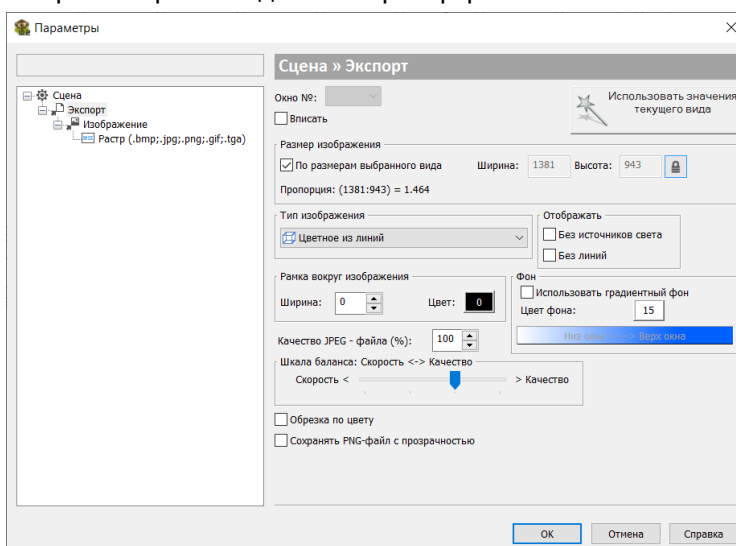 Параметры
Сцена » Экспорт
Сцена
Экспорт
Изображение
Растр (.bmp;.jpg;.png;.gif;.tga)
Окно №:
Использовать значения
текущего вида
Вписать
Размер изображения
По размерам выбранного вида Ширина: 1381 Высота: 943
Пропорция: (1381:943) = 1.464
Тип изображения
Цветное из линий
Отображать
Без источников света
Без линий
Рамка вокруг изображения
Ширина: 0 Цвет: 0
Фон
Использовать градиентный фон
Цвет фона: 15
Низ окна Верх окна
Качество JPEG - файла (%): 100
Шкала баланса: Скорость <-> Качество
Скорость < > Качество
Обрезка по цвету
Сохранять PNG-файл с прозрачностью
ОК Отмена Справка